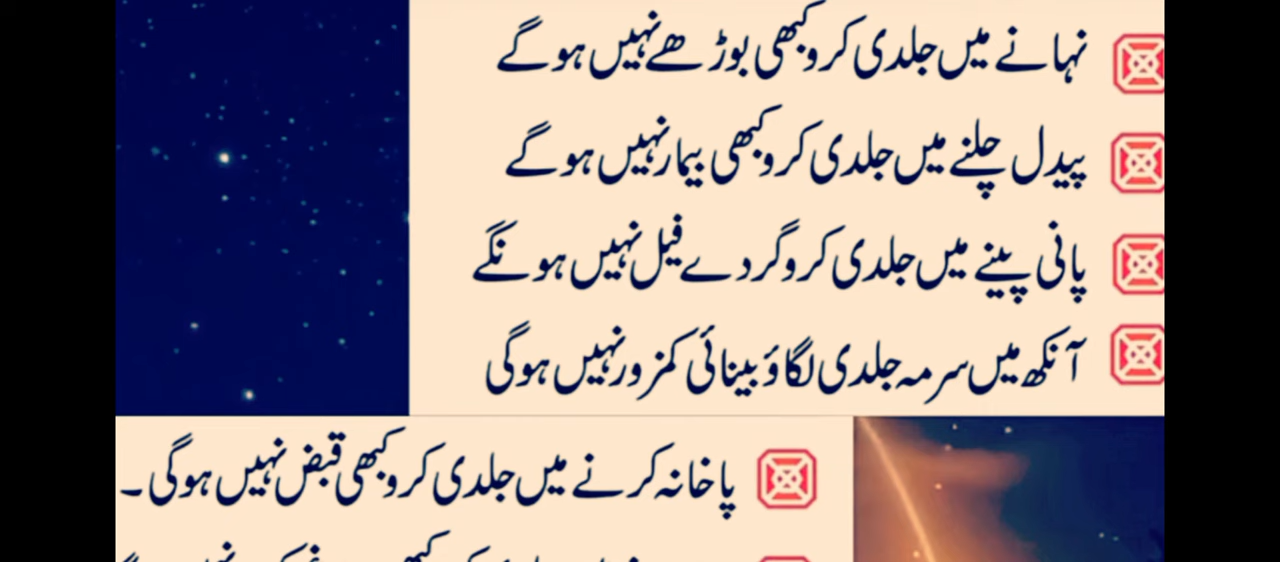 نہانے میں جلدی کرو کبھی بوڑھے نہیں ہوگے
پیدل چلنے میں جلدی کرو کبھی بیمار نہیں ہوگے
پانی پینے میں جلدی کرو گردے فیل نہیں ہونگے
آنکھ میں سرمہ جلدی لگاؤ بینائی کمزور نہیں ہوگی
پاخانہ کرنے میں جلدی کرو کبھی قبض نہیں ہوگی۔